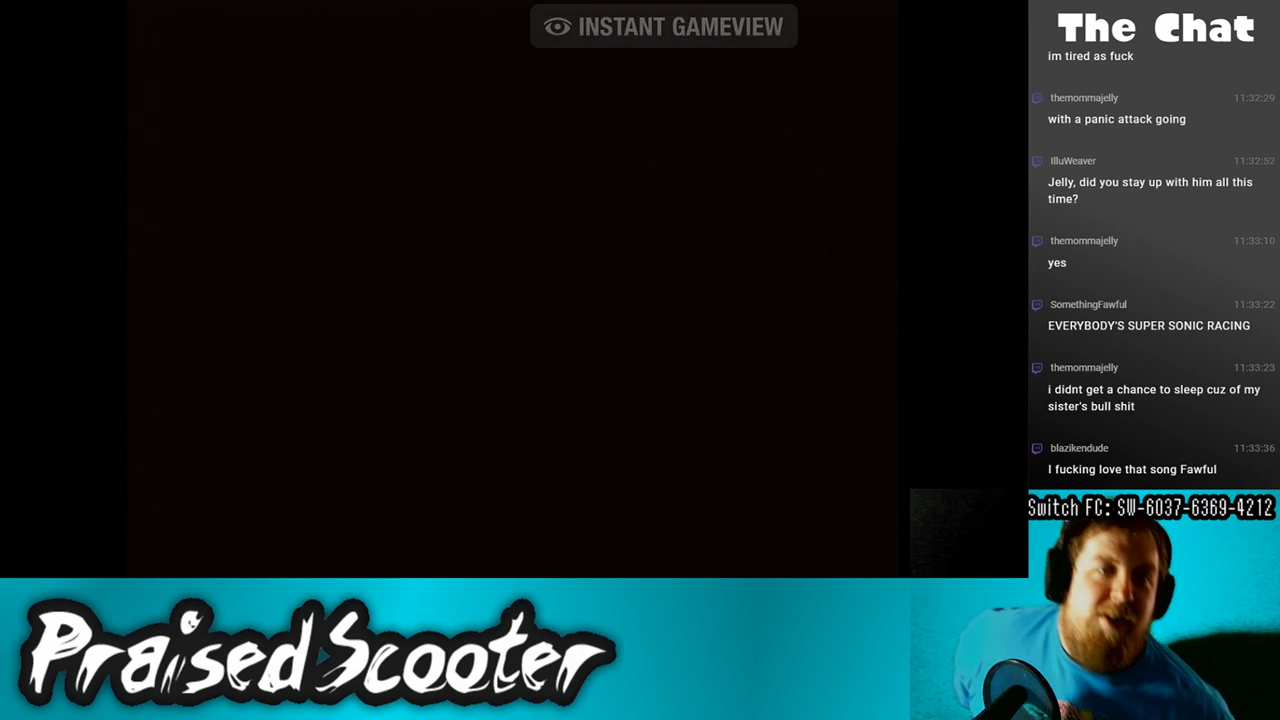 INSTANT GAMEVIEW
The Chat
im tired as fuck
themommajelly 11:32:29
with a panic attack going
IlluWeaver 11:32:52
Jelly, did you stay up with him all this
time?
themommajelly 11:33:10
yes
SomethingFawful 11:33:22
EVERYBODY'S SUPER SONIC RACING
themommajelly 11:33:23
i didnt get a chance to sleep cuz of my
sister's bull shit
blazikendude 11:33:36
I fucking love that song Fawful
Switch FC: SW-6037-6369-4212
PraisedScooter